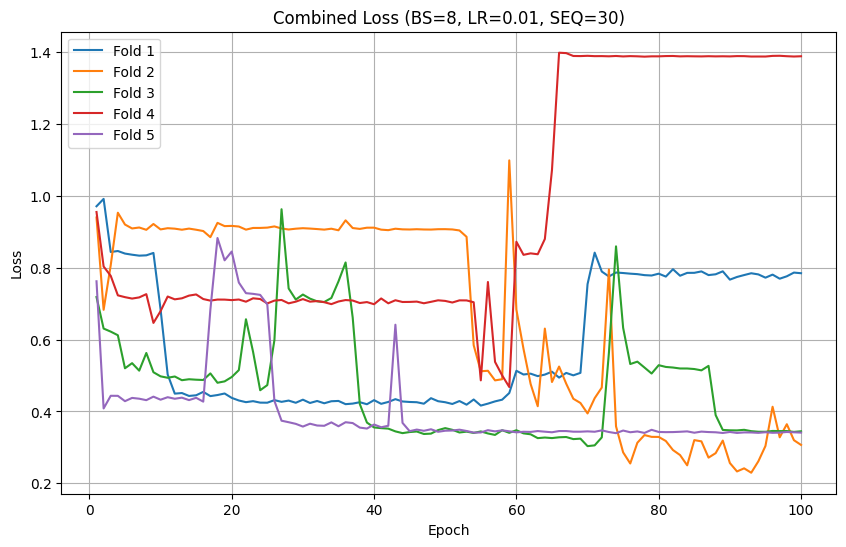 Combined Loss (BS=8, LR=0.01, SEQ=30)
Fold 1
Fold 2
Fold 3
Fold 4
Fold 5
Loss
1.4
1.2
1.0
0.8
0.6
0.4
0.2
0 20 40 60 80 100
Epoch